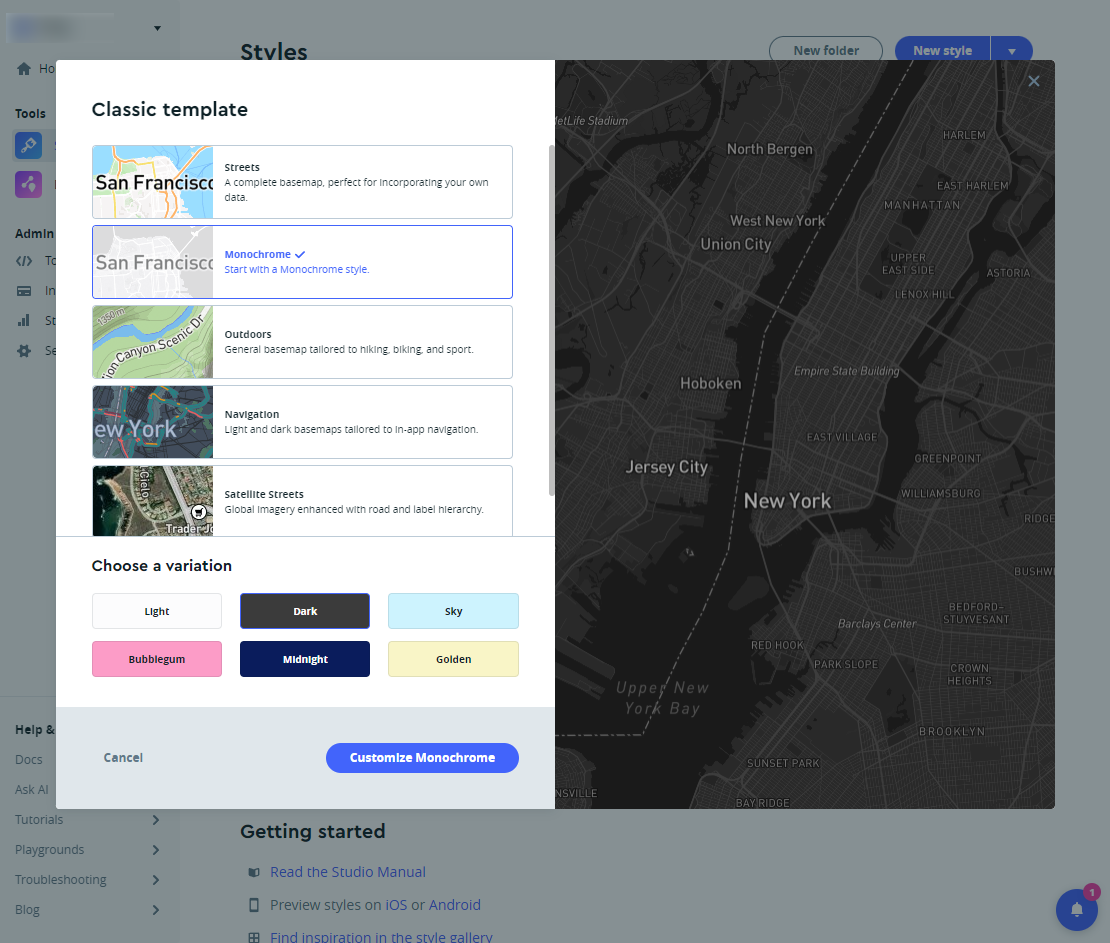 Styles
New folder
New style
Ho
Tools
Admin
To
In
St
Se
Help &
Docs
Ask AI
Tutorials
Playgrounds
Troubleshooting
Blog
Classic template
San Francisco
Streets
A complete basemap, perfect for incorporating your own
data.
San Francisco
Monochrome
Start with a Monochrome style.
1350 m
ion Canyon Scenic Dr
Outdoors
General basemap tailored to hiking, biking, and sport.
ew York
Navigation
Light and dark basemaps tailored to in-app navigation.
Cielo
Trader Jo
Satellite Streets
Global imagery enhanced with road and label hierarchy.
Choose a variation
Light
Dark
Sky
Bubblegum
Midnight
Golden
Cancel
Customize Monochrome
MetLife Stadium
North Bergen
HARLEM
EAST HARLEM
MANHATTAN
West New York
Union City
UPPER
EAST SIDE
ASTORIA
LENOX HILL
Empire State Building
Hoboken
EAST VILLAGE
GREENPOINT
Jersey City
WILLIAMSBURG
New York
RIDGE
BUSHWI
BEDFORD-
STUYVESANT
Barclays Center
RED HOOK
PARK SLOPE
CROWN
HEIGHTS
Upper New
York Bay
BROOKLYN
SUNSET PARK
NSVILLE
BAY RIDGE
Getting started
Read the Studio Manual
Preview styles on iOS or Android
Find inspiration in the style gallery
1